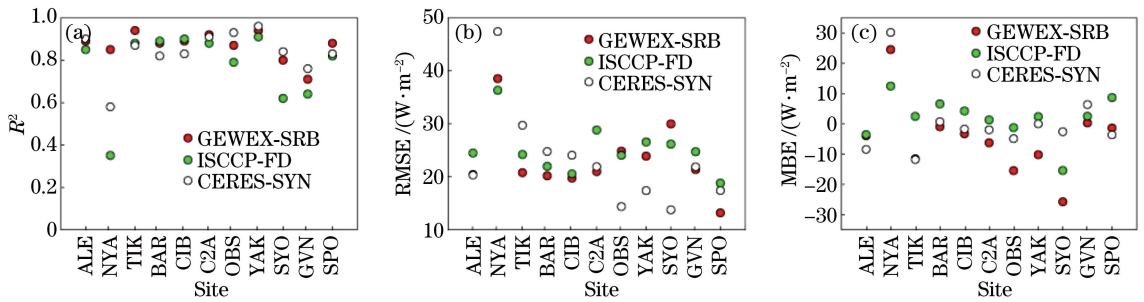 (a)
1.0
0.8
0.6
0.4
0.2
0
R²
GEWEX-SRB
ISCCP-FD
CERES-SYN
ALE
NYA
TIK
BAR
CIB
C2A
OBS
YAK
SYO
GVN
SPO
Site
(b)
50
40
30
20
10
RMSE /(W·m⁻²)
GEWEX-SRB
ISCCP-FD
CERES-SYN
ALE
NYA
TIK
BAR
CIB
C2A
OBS
YAK
SYO
GVN
SPO
Site
(c)
30
20
10
0
-10
-20
-30
MBE /(W·m⁻²)
GEWEX-SRB
ISCCP-FD
CERES-SYN
ALE
NYA
TIK
BAR
CIB
C2A
OBS
YAK
SYO
GVN
SPO
Site